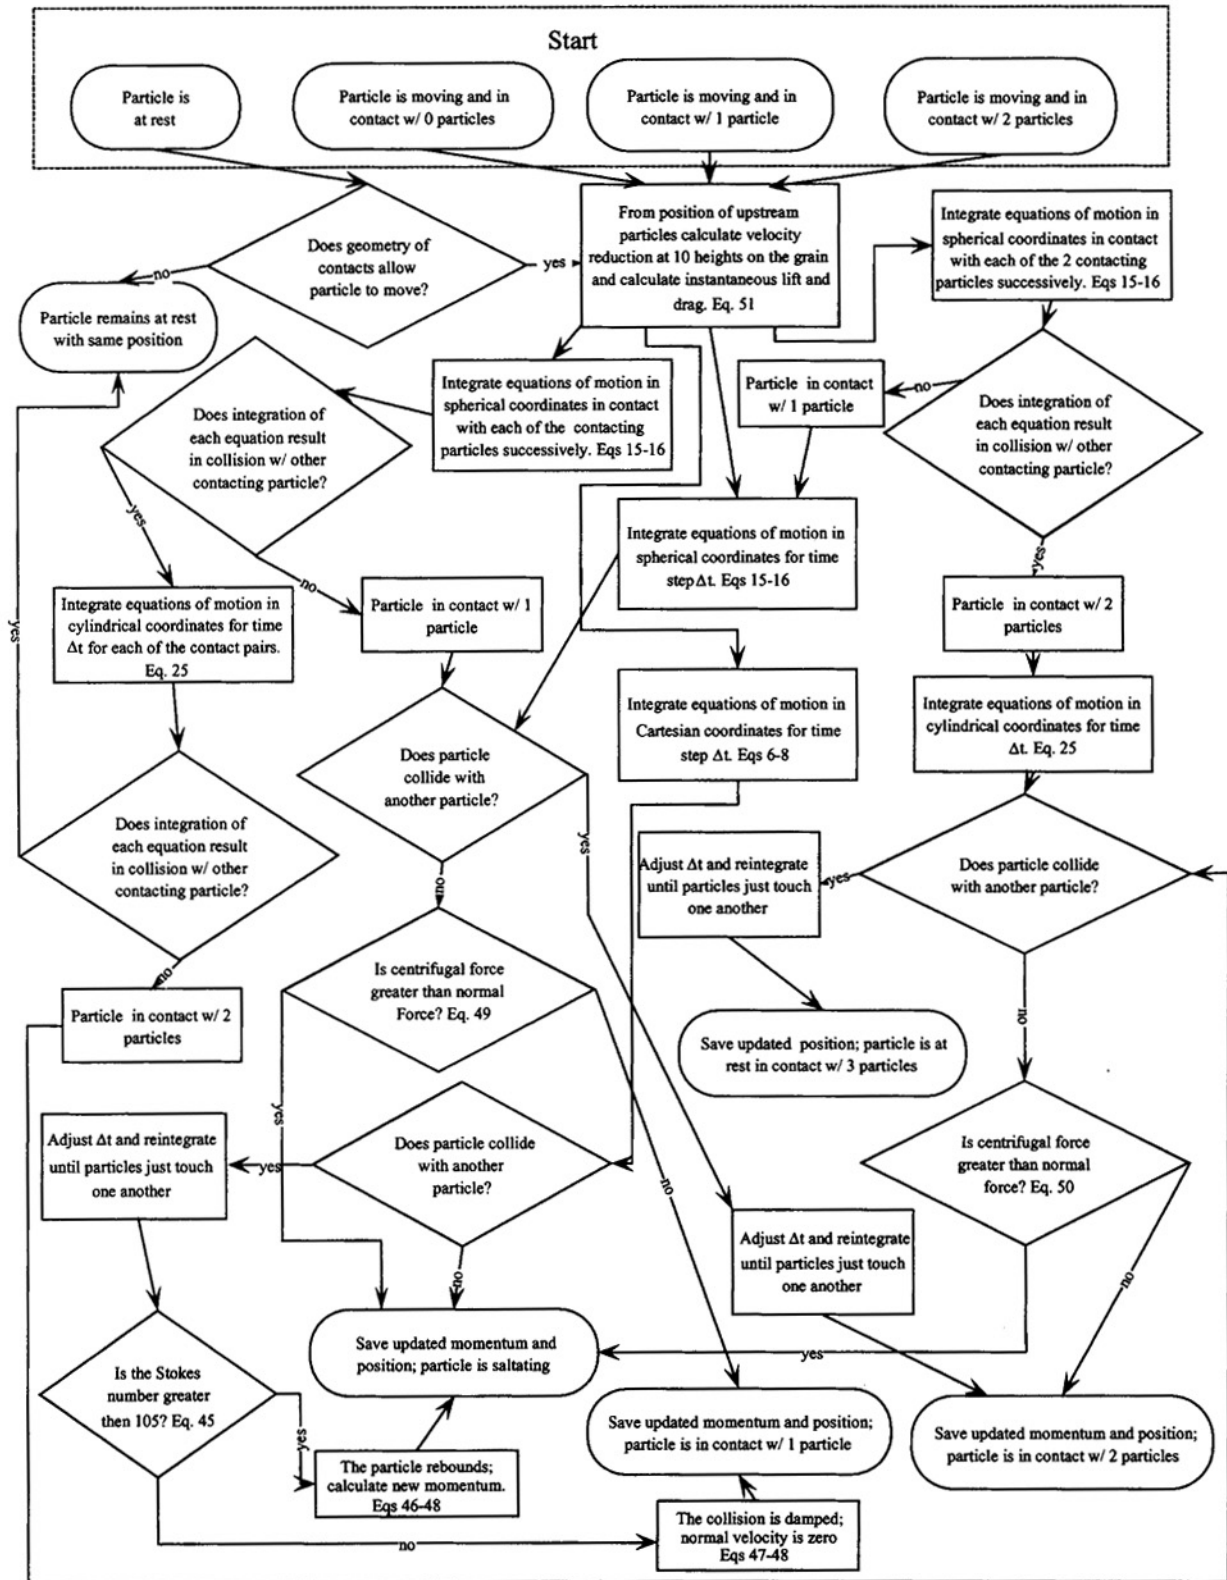 Start
Particle is
at rest
Particle is moving and in
contact w/ 0 particles
Particle is moving and in
contact w/ 1 particle
Particle is moving and in
contact w/ 2 particles
Does geometry of
contacts allow
particle to move?
yes
no
From position of upstream
particles calculate velocity
reduction at 10 heights on the grain
and calculate instantaneous lift and
drag. Eq. 51
Integrate equations of motion in
spherical coordinates in contact
with each of the 2 contacting
particles successively. Eqs 15-16
Particle remains at rest
with same position
Integrate equations of motion in
spherical coordinates in contact
with each of the contacting
particles successively. Eqs 15-16
Particle in contact
w/ 1 particle
no
Does integration of
each equation result
in collision w/ other
contacting particle?
Does integration of
each equation result
in collision w/ other
contacting particle?
yes
no
yes
Integrate equations of motion in
spherical coordinates for time
step Δt. Eqs 15-16
Integrate equations of motion in
cylindrical coordinates for time
Δt for each of the contact pairs.
Eq. 25
Particle in contact w/ 1
particle
Particle in contact w/ 2
particles
yes
Integrate equations of motion in
Cartesian coordinates for time
step Δt. Eqs 6-8
Integrate equations of motion in
cylindrical coordinates for time
Δt. Eq. 25
Does particle
collide with
another particle?
yes
no
Does integration of
each equation result
in collision w/ other
contacting particle?
no
Adjust Δt and reintegrate
until particles just touch
one another
yes
Does particle collide
with another particle?
no
Is centrifugal force
greater than normal
Force? Eq. 49
yes
no
Particle in contact w/ 2
particles
Save updated position; particle is at
rest in contact w/ 3 particles
Adjust Δt and reintegrate
until particles just touch
one another
yes
Does particle collide
with another
particle?
no
Is centrifugal force
greater than normal
force? Eq. 50
no
yes
Adjust Δt and reintegrate
until particles just touch
one another
Save updated momentum and
position; particle is saltating
Is the Stokes
number greater
then 105? Eq. 45
yes
no
The particle rebounds;
calculate new momentum.
Eqs 46-48
Save updated momentum and position;
particle is in contact w/ 1 particle
Save updated momentum and position;
particle is in contact w/ 2 particles
The collision is damped;
normal velocity is zero
Eqs 47-48